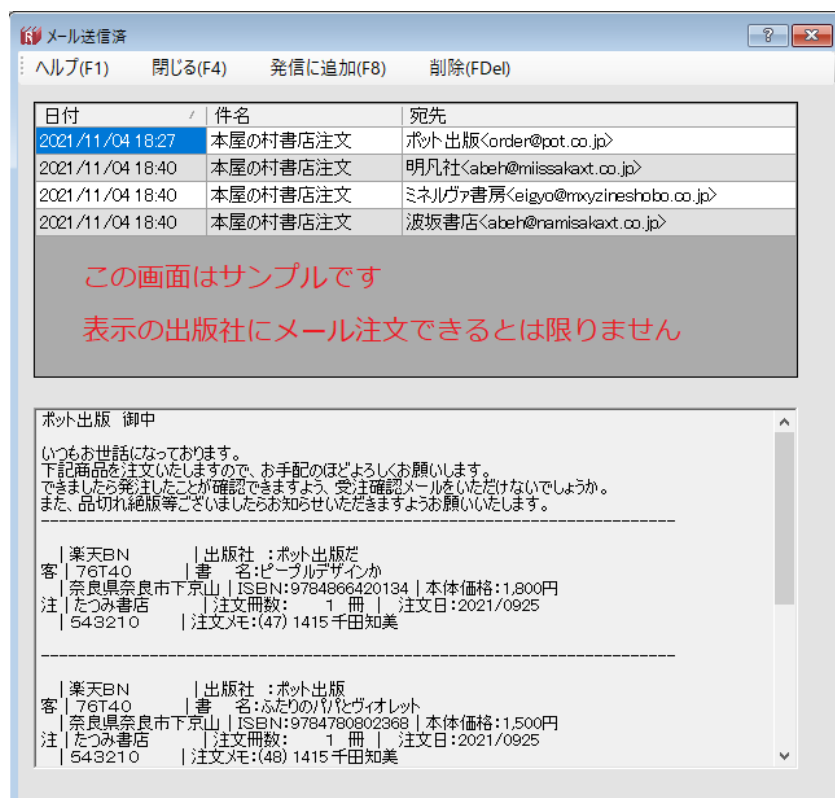 メール送信済
ヘルプ(F1) 閉じる(F4) 発信に追加(F8) 削除(FDel)
日付 / 件名 宛先
2021/11/04 18:27 本屋の村書店注文 ポット出版<order@pot.co.jp>
2021/11/04 18:40 本屋の村書店注文 明凡社<abeh@miissakaxt.co.jp>
2021/11/04 18:40 本屋の村書店注文 ミネルヴァ書房<eigyo@mxyzineshobo.co.jp>
2021/11/04 18:40 本屋の村書店注文 波坂書店<abeh@namisakaxt.co.jp>
この画面はサンプルです
表示の出版社にメール注文できるとは限りません
ポット出版 御中
いつもお世話になっております。
下記商品を注文いたしますので、お手配のほどよろしくお願いします。
できましたら発注したことが確認できますよう、受注確認メールをいただけないでしょうか。
また、品切れ絶版等ございましたらお知らせいただきますようお願いいたします。
------------------------------------------------------------------
|楽天BN |出版社 :ポット出版だ
客|76T40 |書 名:ピープルデザインか
|奈良県奈良市下京山|ISBN:9784866420134|本体価格:1,800円
注|たつみ書店 |注文冊数: 1 冊| 注文日:2021/0925
|543210 |注文メモ:(47) 1415 千田知美
------------------------------------------------------------------
|楽天BN |出版社 :ポット出版
客|76T40 |書 名:ふたりのパパとヴィオレット
|奈良県奈良市下京山|ISBN:9784780802368|本体価格:1,500円
注|たつみ書店 |注文冊数: 1 冊| 注文日:2021/0925
|543210 |注文メモ:(48) 1415 千田知美